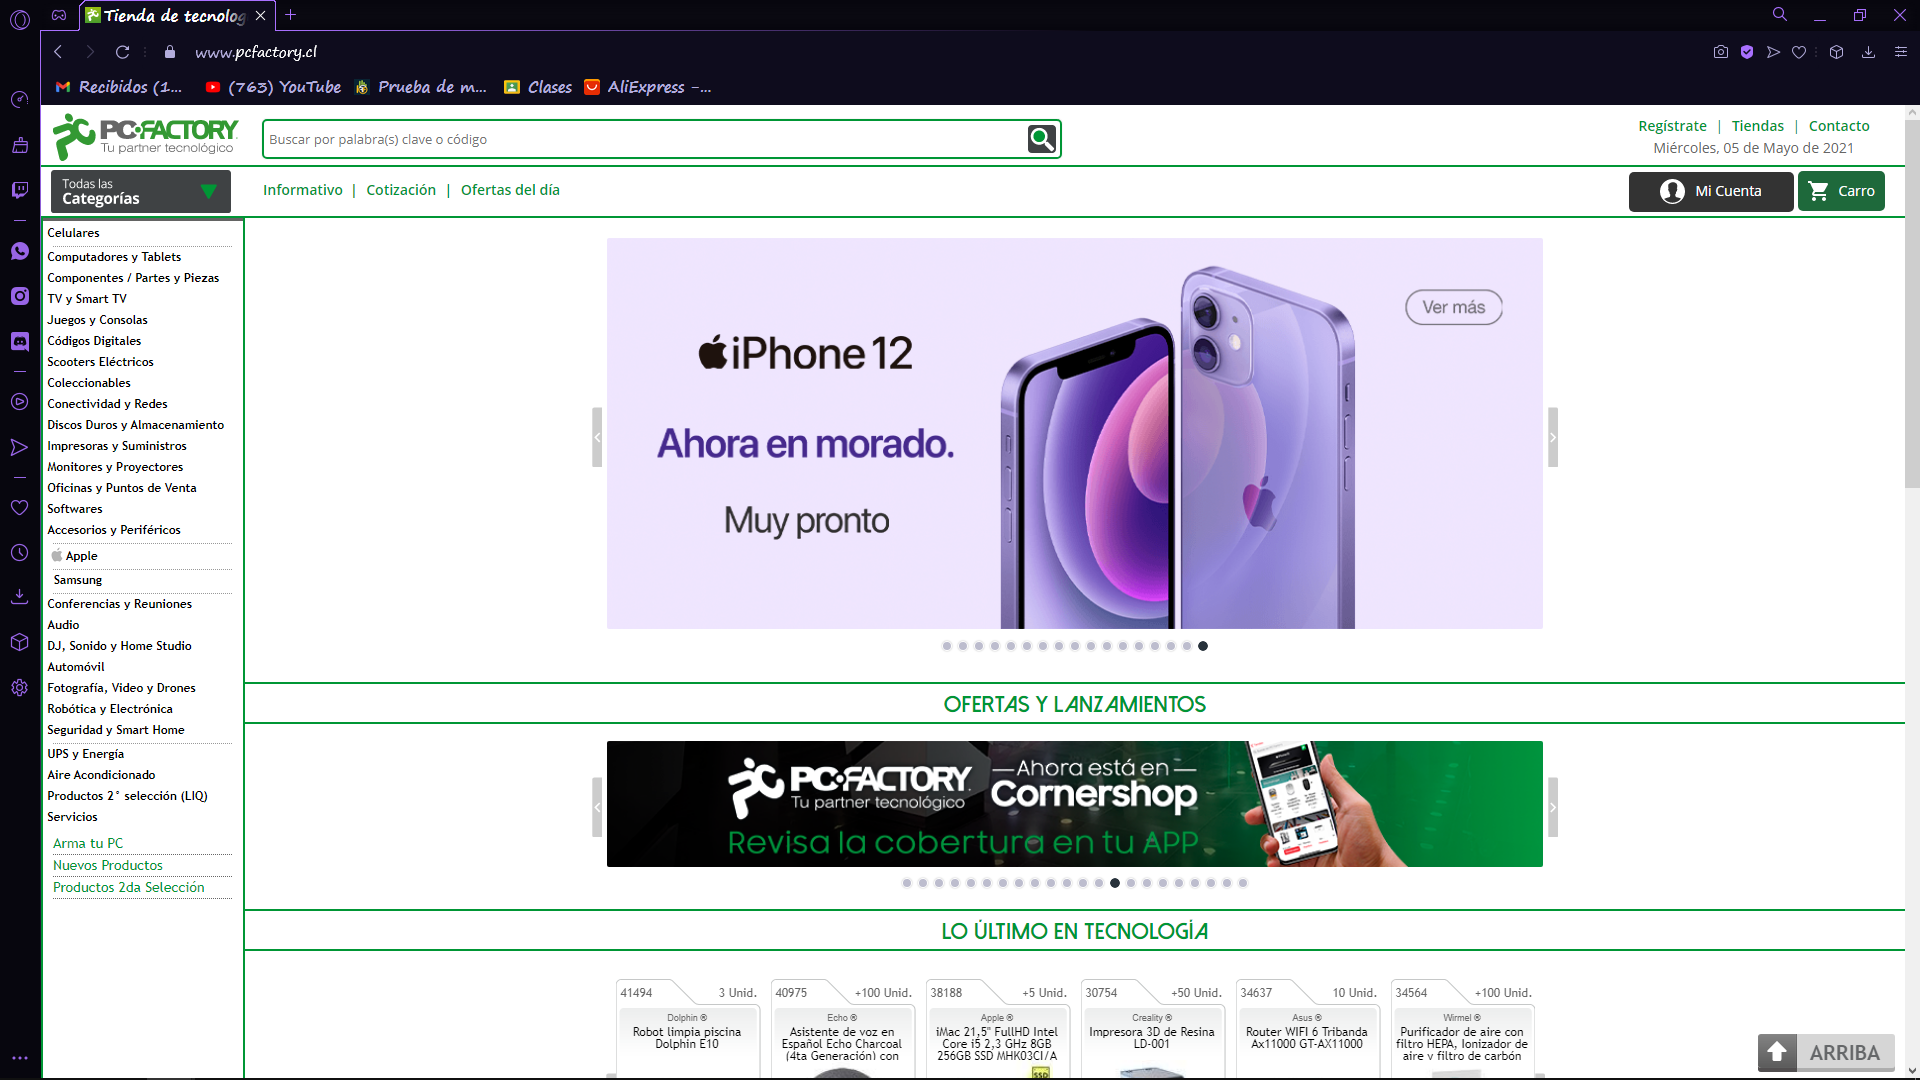 Tienda de tecnolog
www.pcfactory.cl
Recibidos (1... (763) YouTube Prueba de m... Clases AliExpress -...
PC FACTORY
Tu partner tecnológico
Buscar por palabra(s) clave o código
Regístrate | Tiendas | Contacto
Miércoles, 05 de Mayo de 2021
Todas las
Categorías
Informativo | Cotización | Ofertas del día
Mi Cuenta
Carro
Celulares
Computadores y Tablets
Componentes / Partes y Piezas
TV y Smart TV
Juegos y Consolas
Códigos Digitales
Scooters Eléctricos
Coleccionables
Conectividad y Redes
Discos Duros y Almacenamiento
Impresoras y Suministros
Monitores y Proyectores
Oficinas y Puntos de Venta
Softwares
Accesorios y Periféricos
Apple
Samsung
Conferencias y Reuniones
Audio
DJ, Sonido y Home Studio
Automóvil
Fotografía, Video y Drones
Robótica y Electrónica
Seguridad y Smart Home
UPS y Energía
Aire Acondicionado
Productos 2° selección (LIQ)
Servicios
Arma tu PC
Nuevos Productos
Productos 2da Selección
iPhone 12
Ahora en morado.
Muy pronto
Ver más
OFERTAS Y LANZAMIENTOS
PC FACTORY
Tu partner tecnológico
Ahora está en
Cornershop
Revisa la cobertura en tu APP
LO ÚLTIMO EN TECNOLOGÍA
41494 3 Unid.
Dolphin ®
Robot limpia piscina
Dolphin E10
40975 +100 Unid.
Echo ®
Asistente de voz en
Español Echo Charcoal
(4ta Generación) con
38188 +5 Unid.
Apple ®
iMac 21,5" FullHD Intel
Core i5 2,3 GHz 8GB
256GB SSD MHK03CI/A
SSD
30754 +50 Unid.
Creality ®
Impresora 3D de Resina
LD-001
34637 10 Unid.
Asus ®
Router WIFI 6 Tribanda
Ax11000 GT-AX11000
34564 +100 Unid.
Wirmel ®
Purificador de aire con
filtro HEPA, Ionizador de
aire y filtro de carbón
ARRIBA